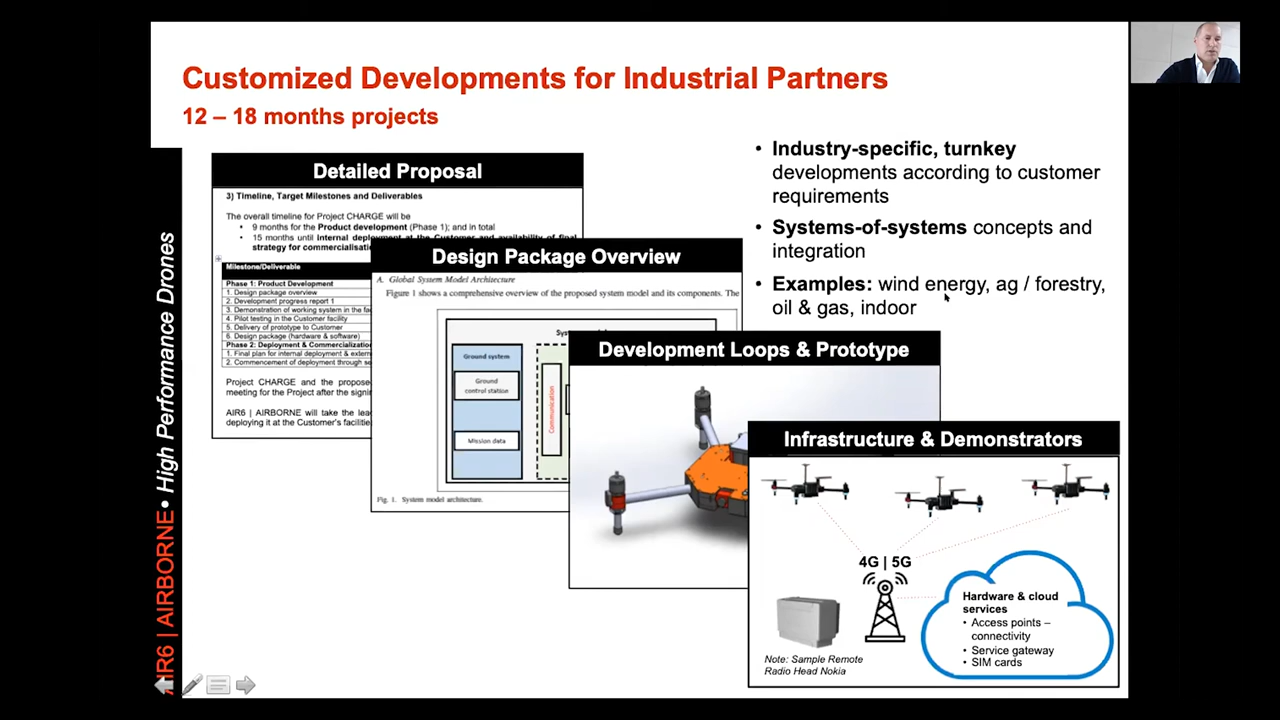 Customized Developments for Industrial Partners
12 – 18 months projects
AIR6 | AIRBORNE • High Performance Drones
Detailed Proposal
3) Timeline, Target Milestones and Deliverables
The overall timeline for Project CHARGE will be
• 9 months for the Product development (Phase 1); and in total
• 15 months until internal deployment at the Customer and availability of final
strategy for commercialisati
Milestone/Deliverable
Phase 1: Product Development
1. Design package overview
2. Development progress report 1
3. Demonstration of working system in the fa
4. Pilot testing in the Customer facility
5. Delivery of prototype to Customer
6. Design package (hardware & software)
Phase 2: Deployment & Commercializatio
1. Final plan for internal deployment & extern
2. Commencement of deployment through se
Project CHARGE and the propose
meeting for the Project after the signi
AIR6 | AIRBORNE will take the lea
deploying it at the Customer's facilitie
Design Package Overview
A. Global System Model Architecture
Figure 1 shows a comprehensive overview of the proposed system model and its components. The
Ground system
Ground
control station
Mission data
Communication
Fig. 1. System model architecture.
Development Loops & Prototype
Infrastructure & Demonstrators
4G | 5G
Hardware & cloud
services
• Access points –
connectivity
• Service gateway
• SIM cards
Note: Sample Remote
Radio Head Nokia
• Industry-specific, turnkey
developments according to customer
requirements
• Systems-of-systems concepts and
integration
• Examples: wind energy, ag / forestry,
oil & gas, indoor